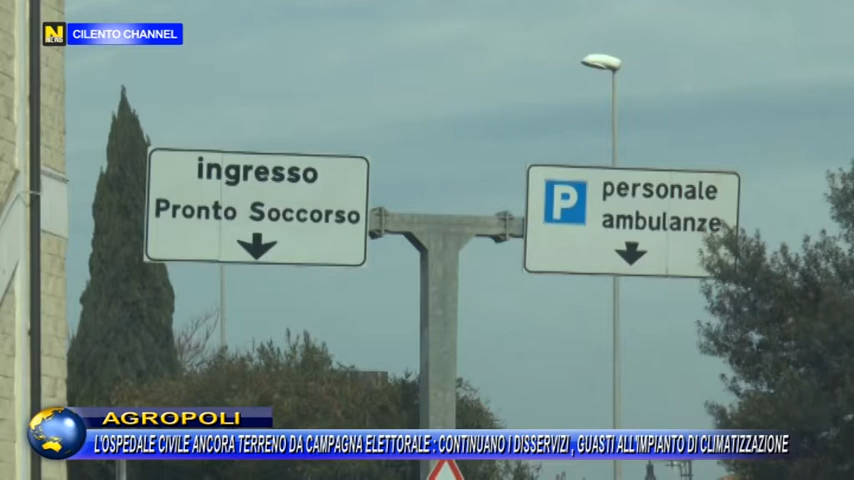 N
CILENTO CHANNEL
ingresso
Pronto Soccorso
P
personale
ambulanze
AGROPOLI
L'OSPEDALE CIVILE ANCORA TERRENO DA CAMPAGNA ELETTORALE : CONTINUANO I DISSERVIZI , GUASTI ALL'IMPIANTO DI CLIMATIZZAZIONE